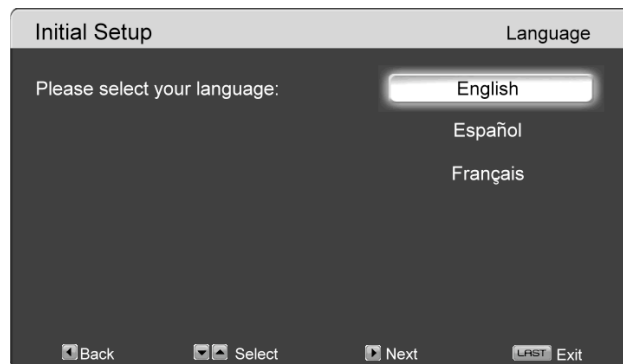 Initial Setup Language
Please select your language: English
Español
Français
Back Select Next LAST Exit